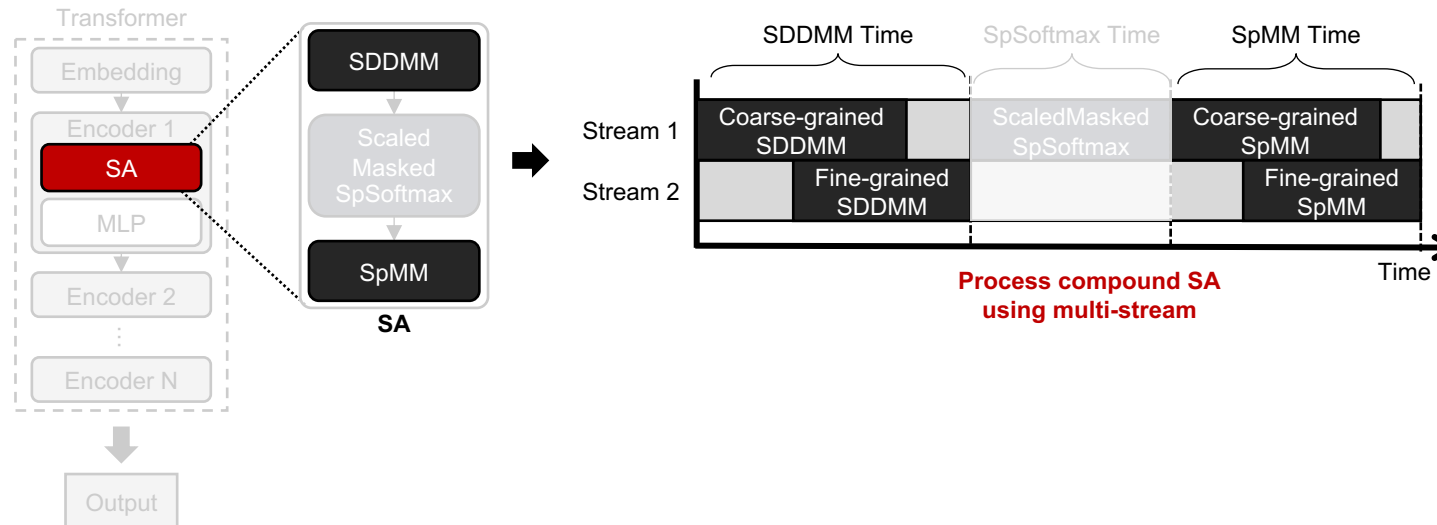 Transformer
Embedding
Encoder 1
SA
MLP
Encoder 2
⋮
Encoder N
Output
SDDMM
Scaled
Masked
SpSoftmax
SpMM
SA
SDDMM Time
SpSoftmax Time
SpMM Time
Stream 1
Coarse-grained
SDDMM
ScaledMasked
SpSoftmax
Coarse-grained
SpMM
Stream 2
Fine-grained
SDDMM
Fine-grained
SpMM
Time
Process compound SA
using multi-stream